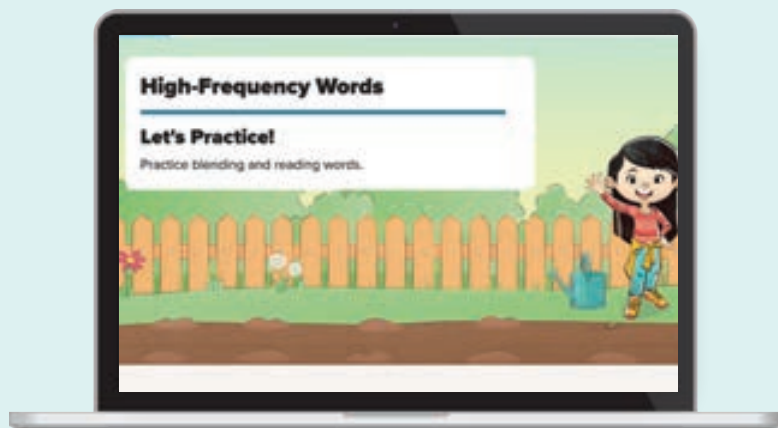 High-Frequency Words
Let's Practice!
Practice blending and reading words.